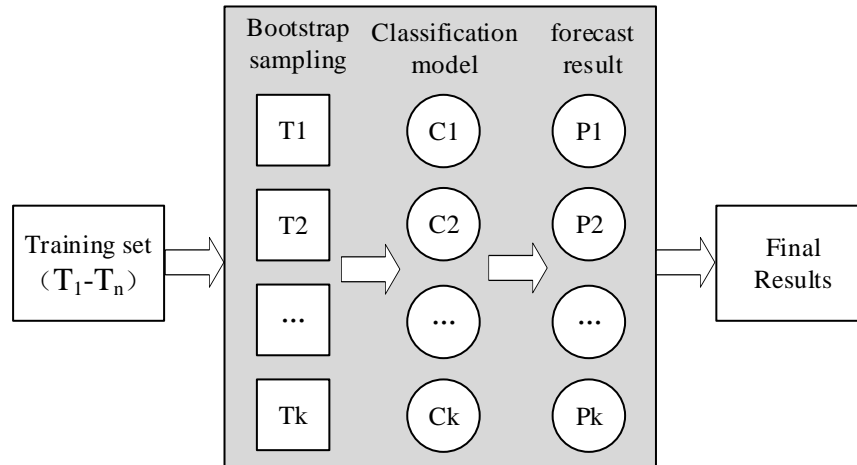 Bootstrap
sampling
Classification
model
forecast
result
T1
C1
P1
T2
C2
P2
Training set
（T1-Tn）
Final
Results
...
...
...
Tk
Ck
Pk